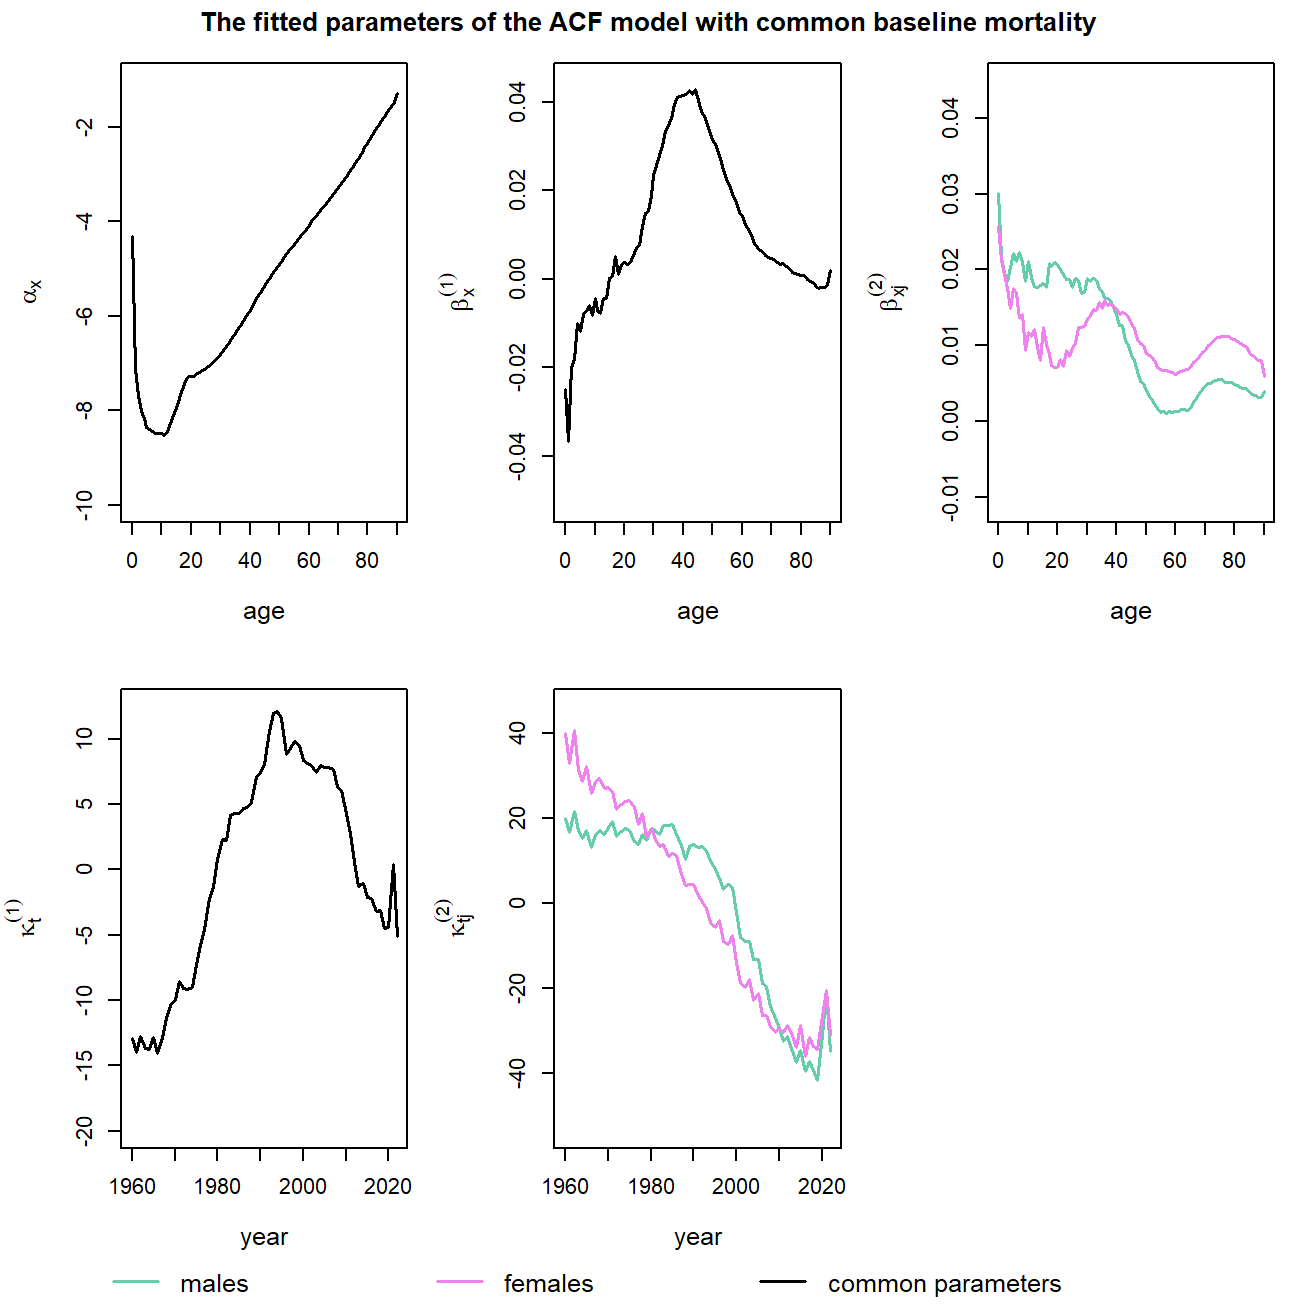 The fitted parameters of the ACF model with common baseline mortality
αx
-2
-4
-6
-8
-10
0 20 40 60 80
age
βx(1)
0.04
0.02
0.00
-0.02
-0.04
0 20 40 60 80
age
βxj(2)
0.04
0.03
0.02
0.01
0.00
-0.01
0 20 40 60 80
age
κt(1)
10
5
0
-5
-10
-15
-20
1960 1980 2000 2020
year
κtj(2)
40
20
0
-20
-40
1960 1980 2000 2020
year
males females common parameters